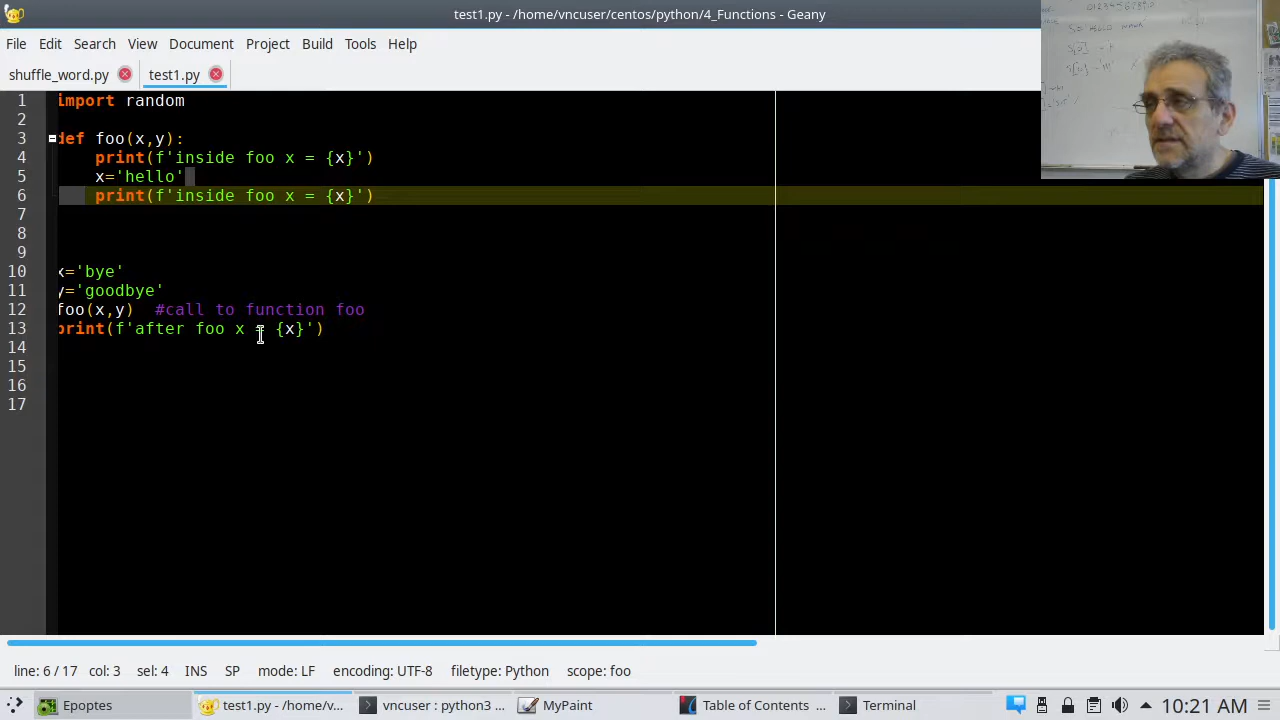 test1.py - /home/vncuser/centos/python/4_Functions - Geany
File Edit Search View Document Project Build Tools Help
shuffle_word.py test1.py
1 import random
2
3 def foo(x,y):
4 print(f'inside foo x = {x}')
5 x='hello'
6 print(f'inside foo x = {x}')
7
8
9
10 x='bye'
11 y='goodbye'
12 foo(x,y) #call to function foo
13 print(f'after foo x = {x}')
14
15
16
17
line: 6 / 17 col: 3 sel: 4 INS SP mode: LF encoding: UTF-8 filetype: Python scope: foo
Epoptes test1.py - /home/v... vncuser : python3 ... MyPaint Table of Contents ... Terminal 10:21 AM